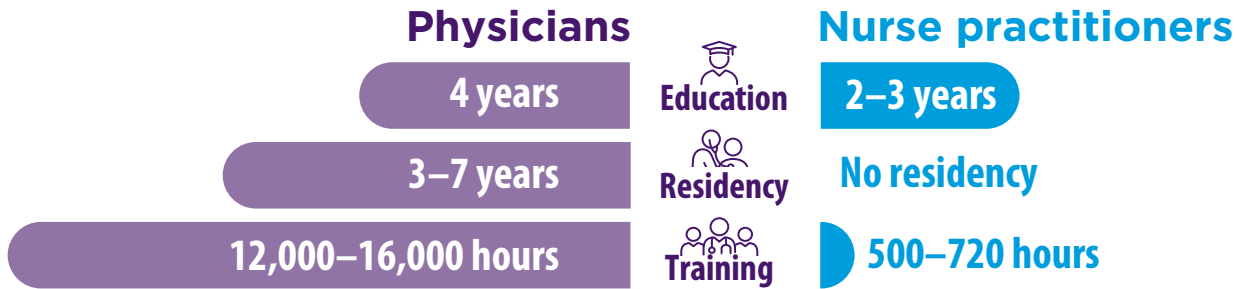 Physicians
Nurse practitioners
4 years
Education
2–3 years
3–7 years
Residency
No residency
12,000–16,000 hours
Training
500–720 hours